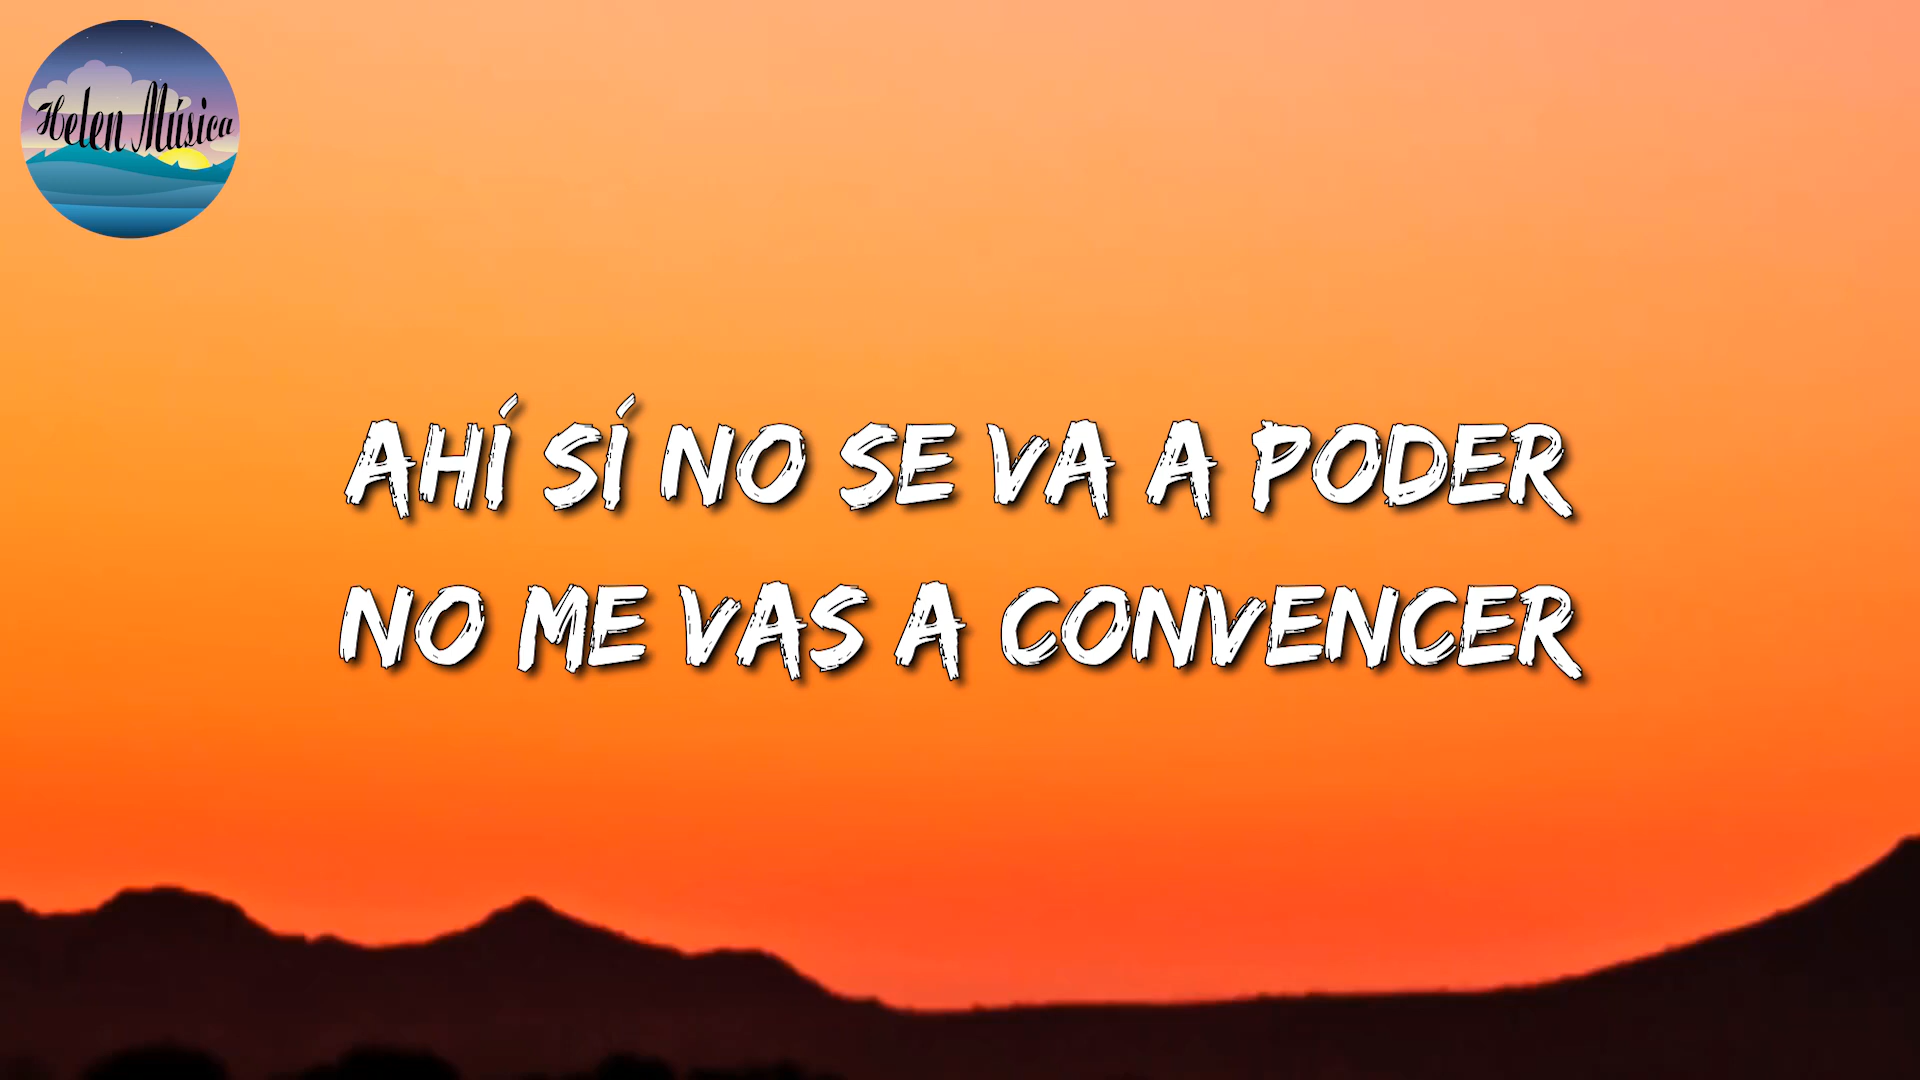 Helen Música
AHÍ SÍ NO SE VA A PODER
NO ME VAS A CONVENCER